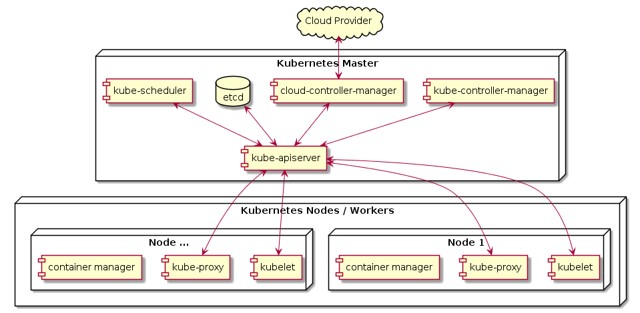 Cloud Provider
Kubernetes Master
kube-scheduler
etcd
cloud-controller-manager
kube-controller-manager
kube-apiserver
Kubernetes Nodes / Workers
Node ...
Node 1
container manager
kube-proxy
kubelet
container manager
kube-proxy
kubelet